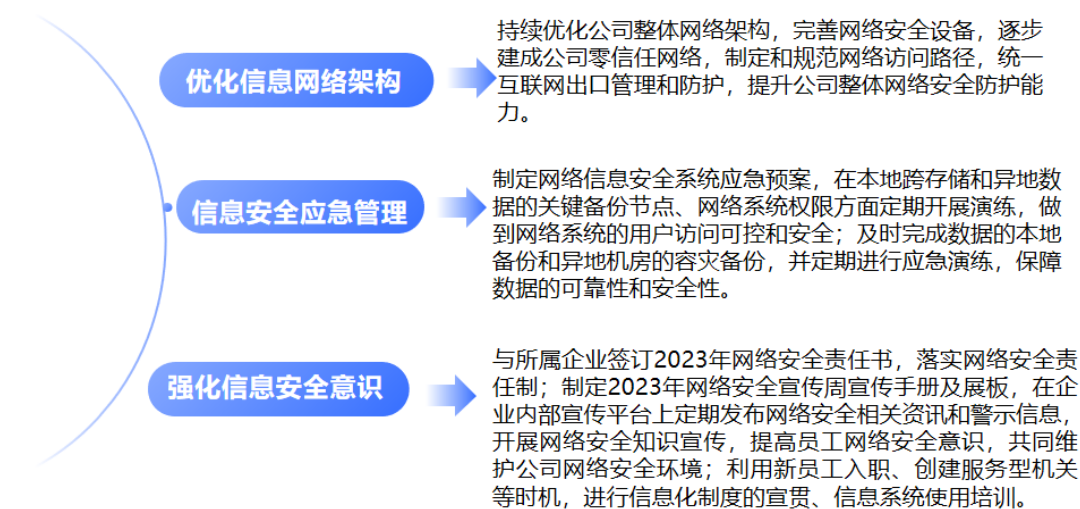 优化信息网络架构
持续优化公司整体网络架构，完善网络安全设备，逐步
建成公司零信任网络，制定和规范网络访问路径，统一
互联网出口管理和防护，提升公司整体网络安全防护能
力。
信息安全应急管理
制定网络信息安全系统应急预案，在本地跨存储和异地数
据的关键备份节点、网络系统权限方面定期开展演练，做
到网络系统的用户访问可控和安全；及时完成数据的本地
备份和异地机房的容灾备份，并定期进行应急演练，保障
数据的可靠性和安全性。
强化信息安全意识
与所属企业签订2023年网络安全责任书，落实网络安全责
任制；制定2023年网络安全宣传周宣传手册及展板，在企
业内部宣传平台上定期发布网络安全相关资讯和警示信息，
开展网络安全知识宣传，提高员工网络安全意识，共同维
护公司网络安全环境；利用新员工入职、创建服务型机关
等时机，进行信息化制度的宣贯、信息系统使用培训。